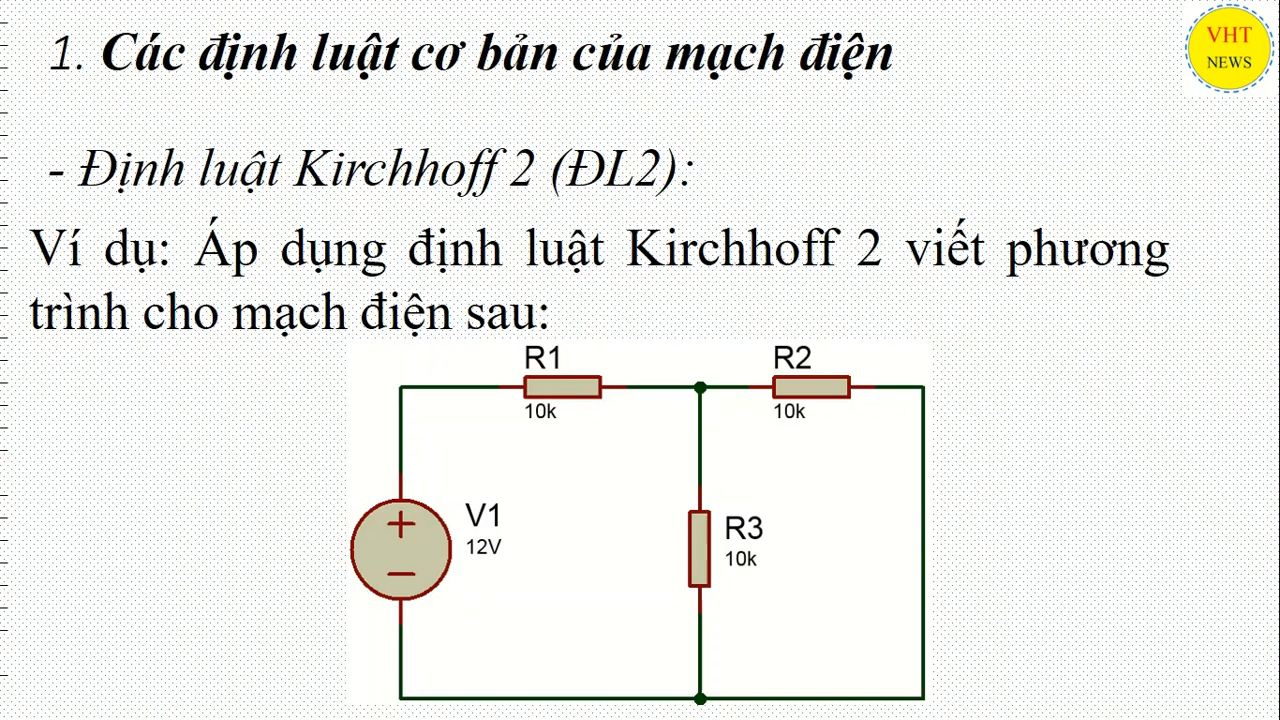 1. Các định luật cơ bản của mạch điện
VHT
NEWS
- Định luật Kirchhoff 2 (ĐL2):
Ví dụ: Áp dụng định luật Kirchhoff 2 viết phương
trình cho mạch điện sau:
R1
10k
R2
10k
V1
12V
R3
10k